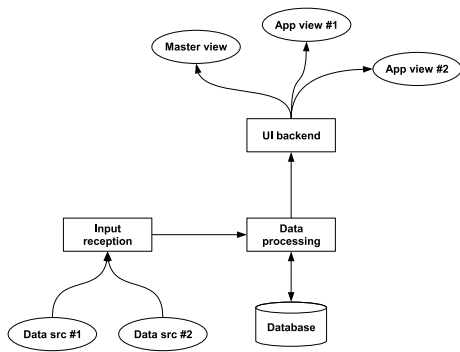 App view #1
Master view
App view #2
UI backend
Input
reception
Data
processing
Data src #1
Data src #2
Database